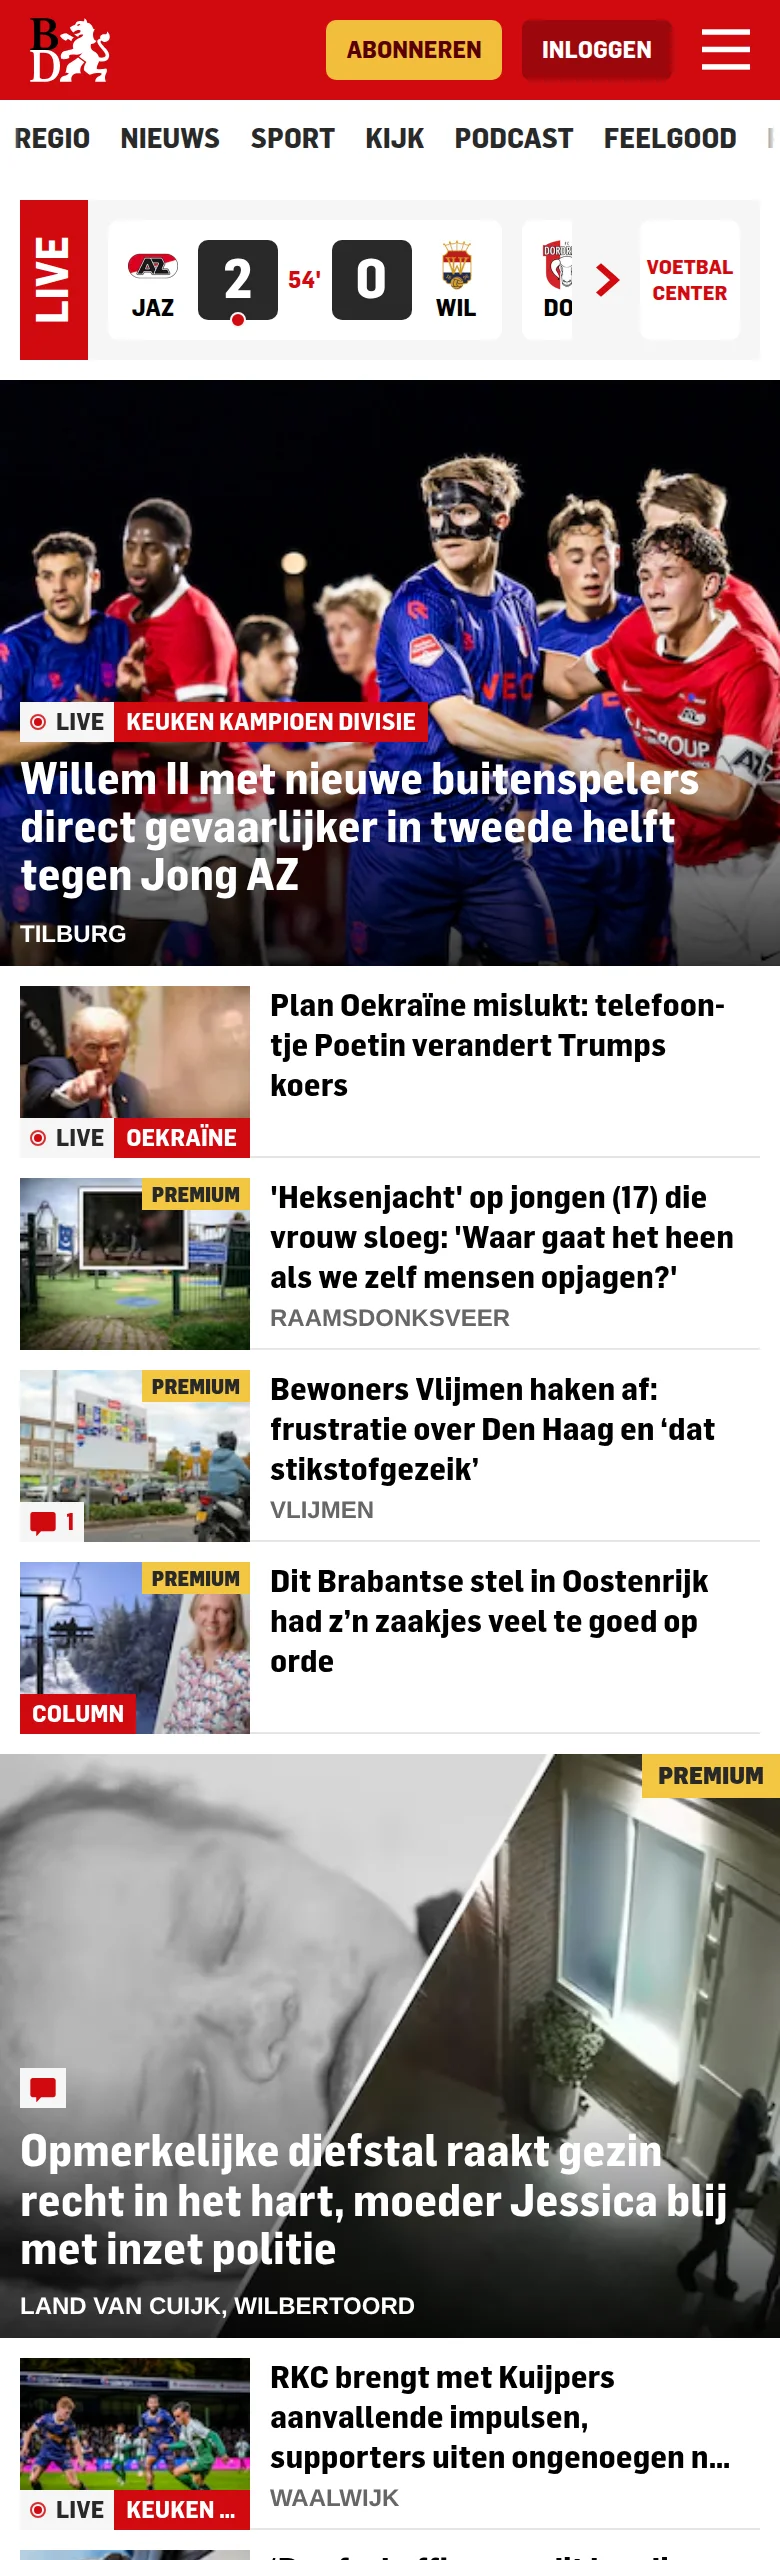 BD
ABONNEREN
INLOGGEN
REGIO NIEUWS SPORT KIJK PODCAST FEELGOOD
LIVE
JAZ
2
54'
0
WIL
DO
VOETBAL
CENTER
LIVE KEUKEN KAMPIOEN DIVISIE
Willem II met nieuwe buitenspelers
direct gevaarlijker in tweede helft
tegen Jong AZ
TILBURG
Plan Oekraïne mislukt: telefoon-
tje Poetin verandert Trumps
koers
LIVE OEKRAÏNE
PREMIUM
'Heksenjacht' op jongen (17) die
vrouw sloeg: 'Waar gaat het heen
als we zelf mensen opjagen?'
RAAMSDONKSVEER
PREMIUM
Bewoners Vlijmen haken af:
frustratie over Den Haag en ‘dat
stikstofgezeik’
VLIJMEN
1
PREMIUM
Dit Brabantse stel in Oostenrijk
had z’n zaakjes veel te goed op
orde
COLUMN
PREMIUM
Opmerkelijke diefstal raakt gezin
recht in het hart, moeder Jessica blij
met inzet politie
LAND VAN CUIJK, WILBERTOORD
RKC brengt met Kuijpers
aanvallende impulsen,
supporters uiten ongenoegen n...
WAALWIJK
LIVE KEUKEN ...